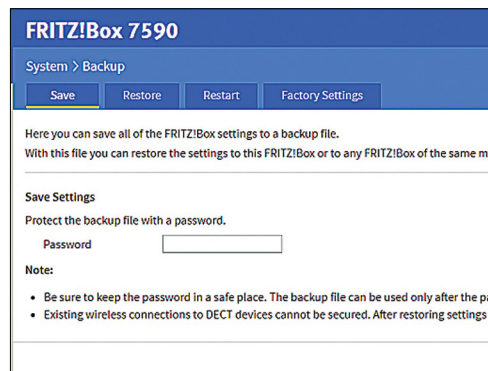 FRITZ!Box 7590
System > Backup
Save Restore Restart Factory Settings
Here you can save all of the FRITZ!Box settings to a backup file.
With this file you can restore the settings to this FRITZ!Box or to any FRITZ!Box of the same m
Save Settings
Protect the backup file with a password.
Password
Note:
• Be sure to keep the password in a safe place. The backup file can be used only after the pa
• Existing wireless connections to DECT devices cannot be secured. After restoring settings